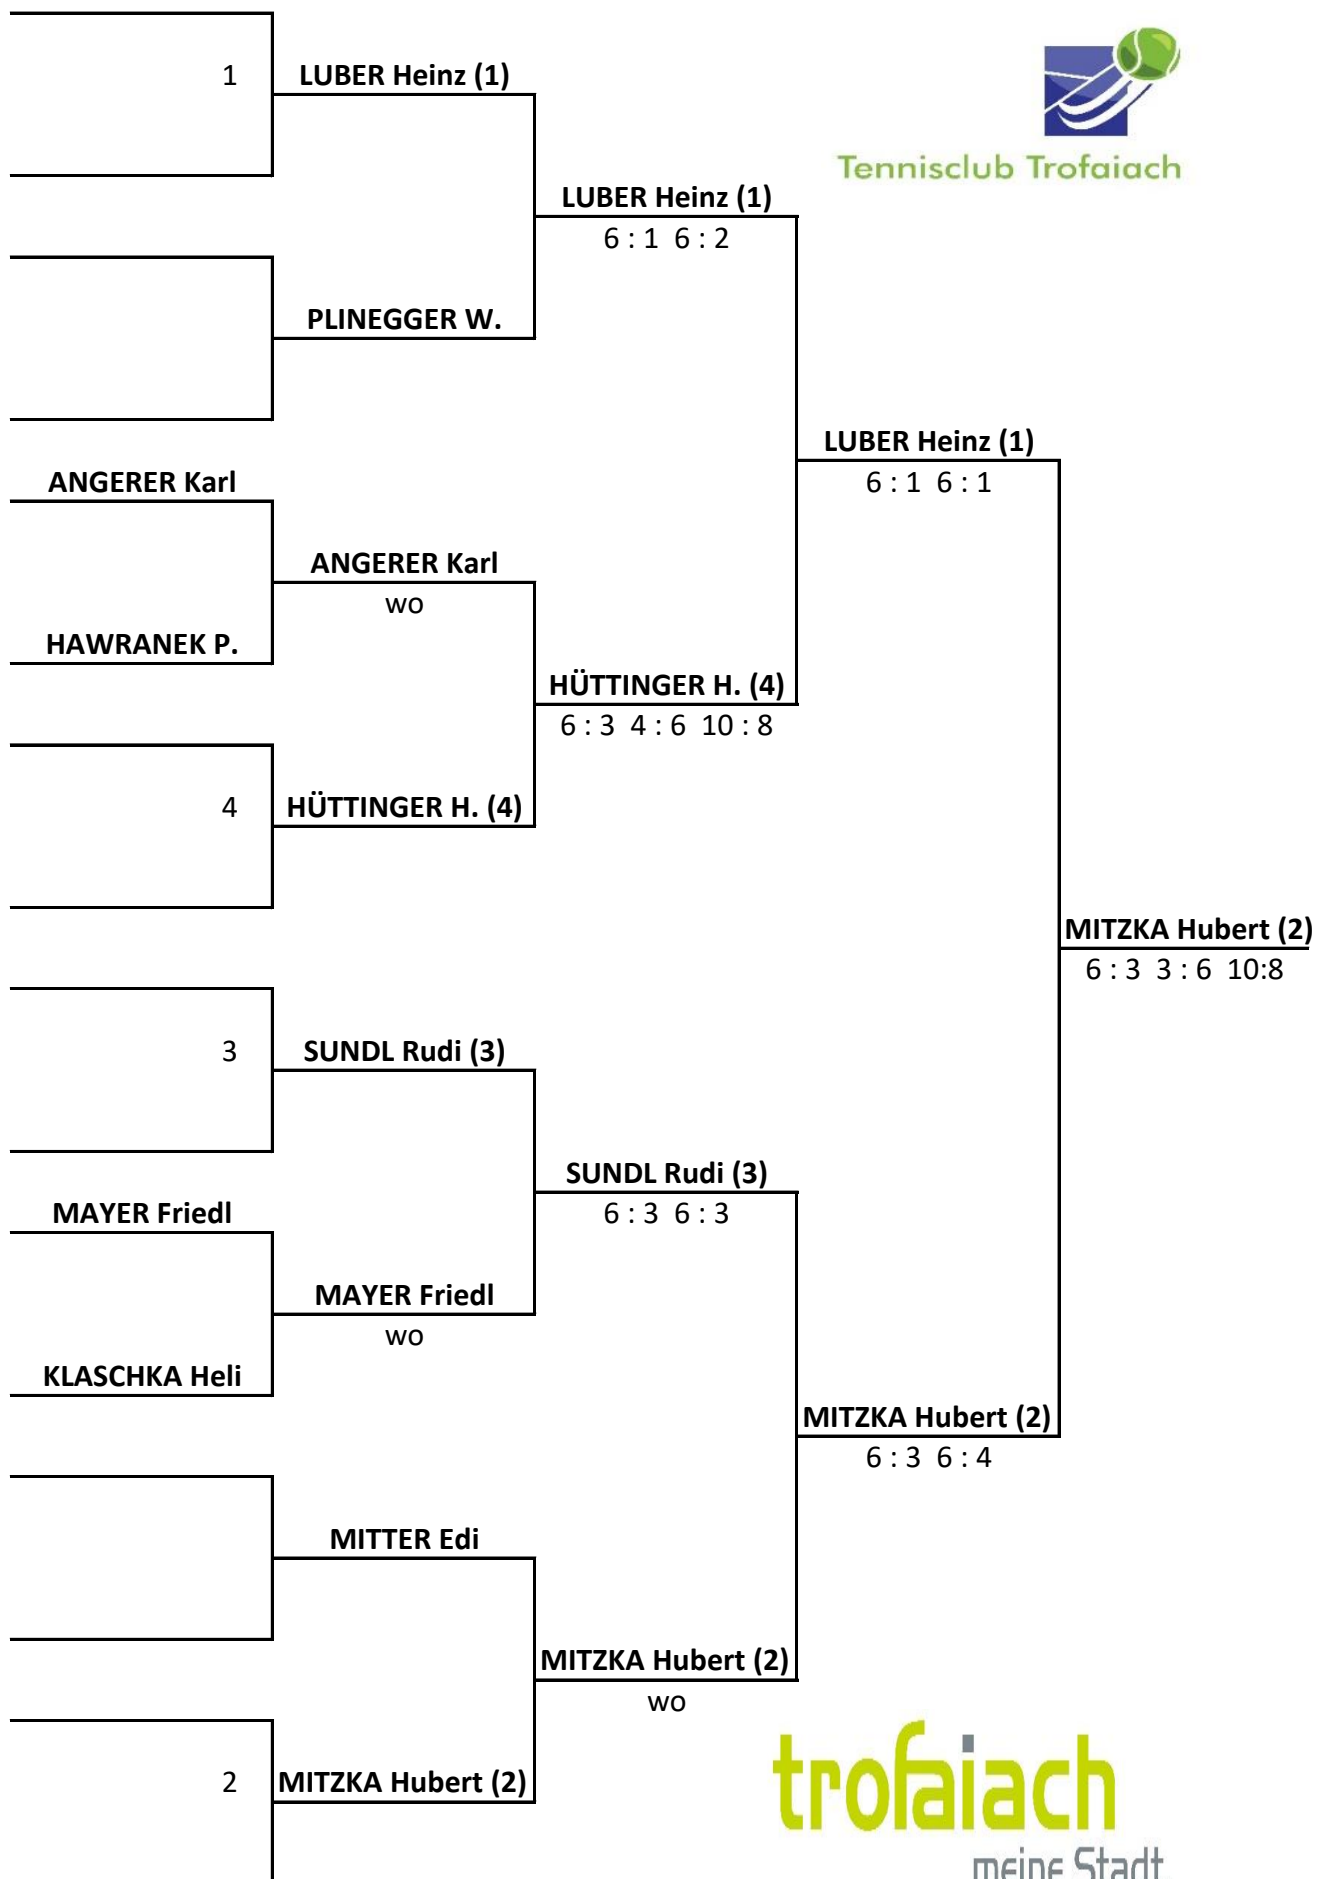 1
LUBER Heinz (1)
Tennisclub Trofaiach
LUBER Heinz (1)
6 : 1 6 : 2
PLINEGGER W.
LUBER Heinz (1)
6 : 1 6 : 1
ANGERER Karl
ANGERER Karl
wo
HAWRANEK P.
HÜTTINGER H. (4)
6 : 3 4 : 6 10 : 8
4
HÜTTINGER H. (4)
MITZKA Hubert (2)
6 : 3 3 : 6 10:8
3
SUNDL Rudi (3)
SUNDL Rudi (3)
6 : 3 6 : 3
MAYER Friedl
MAYER Friedl
wo
KLASCHKA Heli
MITZKA Hubert (2)
6 : 3 6 : 4
MITTER Edi
MITZKA Hubert (2)
wo
2
MITZKA Hubert (2)
trofaiach
meine Stadt